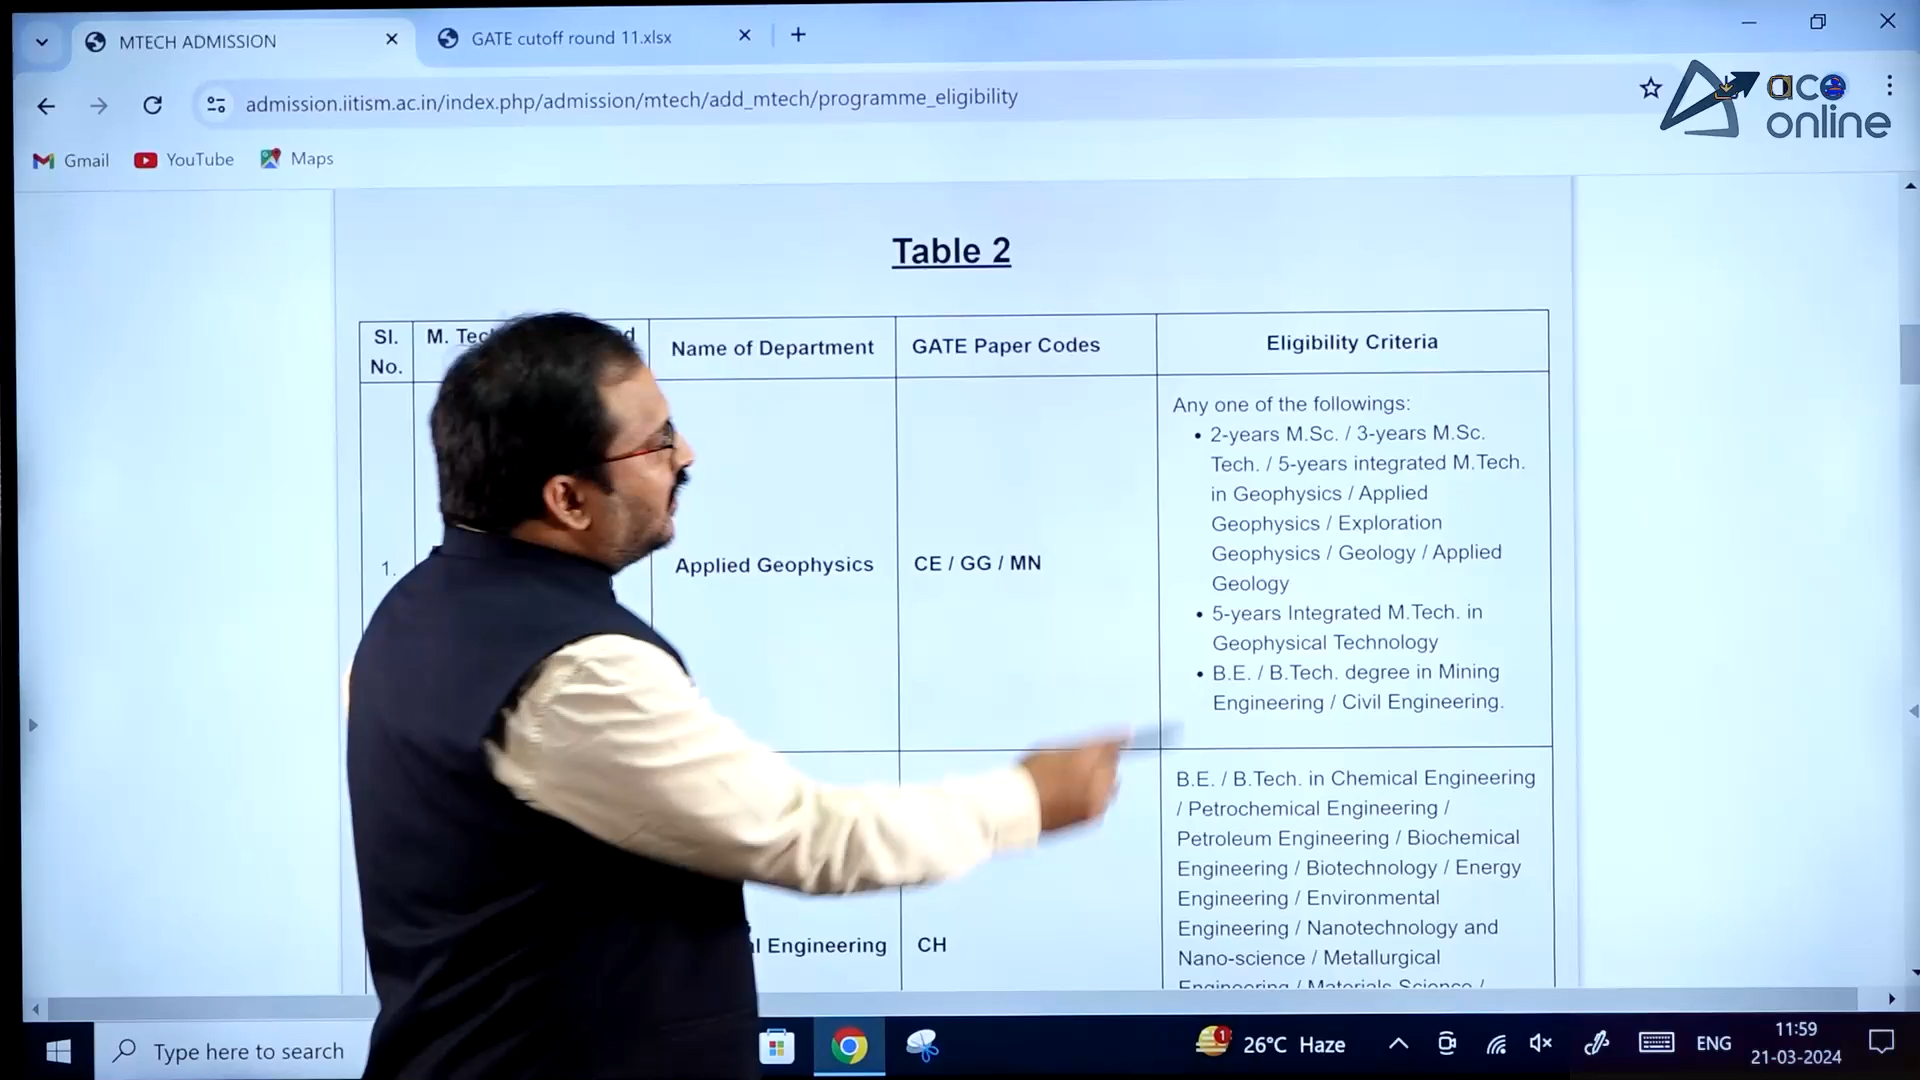 MTECH ADMISSION
GATE cutoff round 11.xlsx
admission.iitism.ac.in/index.php/admission/mtech/add_mtech/programme_eligibility
ace
online
Gmail
YouTube
Maps
Table 2
Sl.
No.
M.
Name of Department
GATE Paper Codes
Eligibility Criteria
1.
Applied Geophysics
CE / GG / MN
Any one of the followings:
• 2-years M.Sc. / 3-years M.Sc.
Tech. / 5-years integrated M.Tech.
in Geophysics / Applied
Geophysics / Exploration
Geophysics / Geology / Applied
Geology
• 5-years Integrated M.Tech. in
Geophysical Technology
• B.E. / B.Tech. degree in Mining
Engineering / Civil Engineering.
Engineering
CH
B.E. / B.Tech. in Chemical Engineering
/ Petrochemical Engineering /
Petroleum Engineering / Biochemical
Engineering / Biotechnology / Energy
Engineering / Environmental
Engineering / Nanotechnology and
Nano-science / Metallurgical
Engineering / Materials Science /
Type here to search
1
26°C Haze
ENG
11:59
21-03-2024